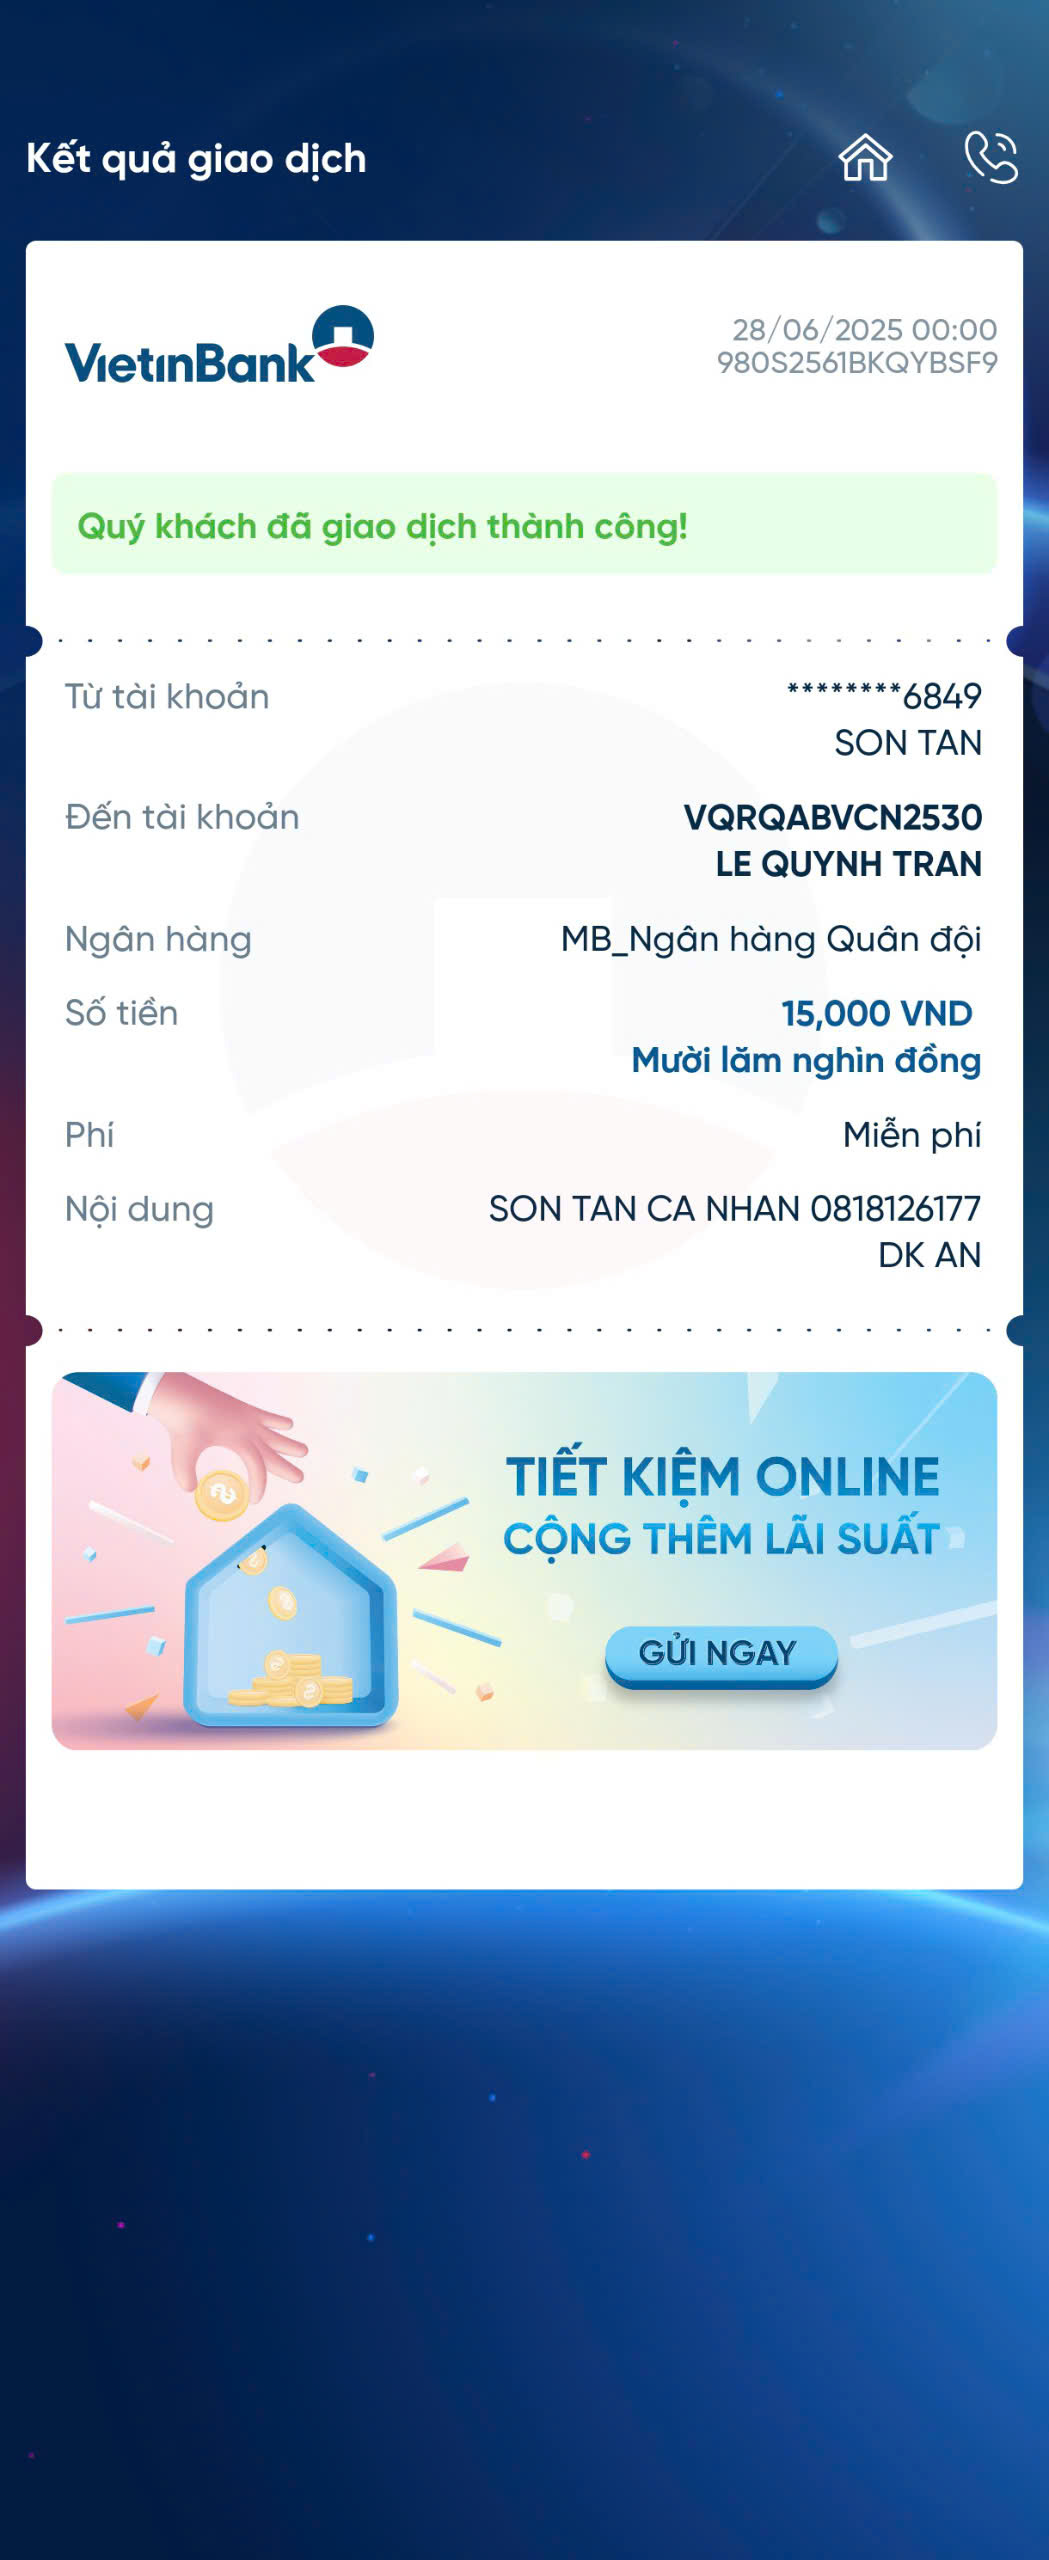 Kết quả giao dịch
VietinBank
28/06/2025 00:00
980S2561BKQYBSF9
Quý khách đã giao dịch thành công!
Từ tài khoản
********6849
SON TAN
Đến tài khoản
VQRQABVCN2530
LE QUYNH TRAN
Ngân hàng
MB_Ngân hàng Quân đội
Số tiền
15,000 VND
Mười lăm nghìn đồng
Phí
Miễn phí
Nội dung
SON TAN CA NHAN 0818126177
DK AN
TIẾT KIỆM ONLINE
CỘNG THÊM LÃI SUẤT
GỬI NGAY